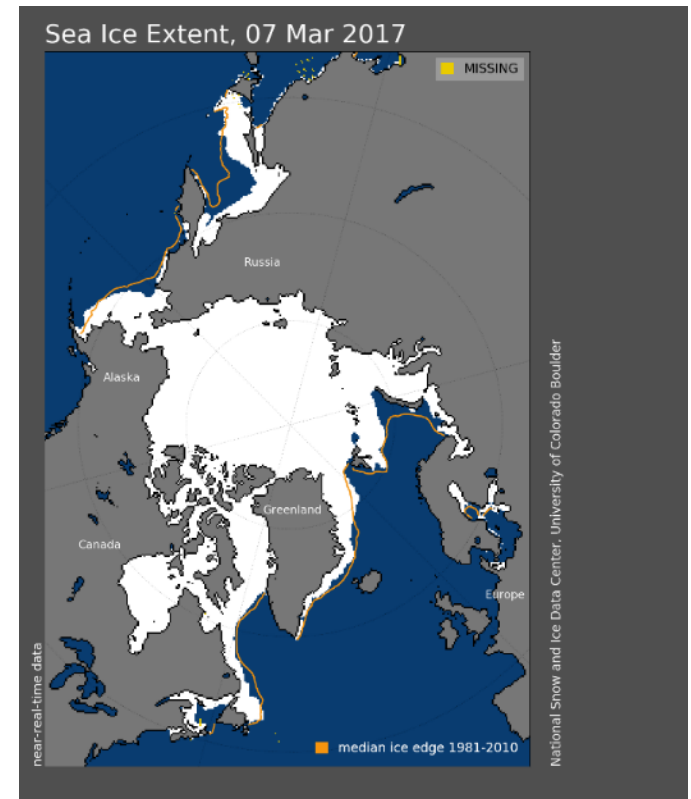 Sea Ice Extent, 07 Mar 2017
MISSING
Russia
Alaska
Greenland
Canada
Europe
near-real-time data
median ice edge 1981-2010
National Snow and Ice Data Center, University of Colorado Boulder